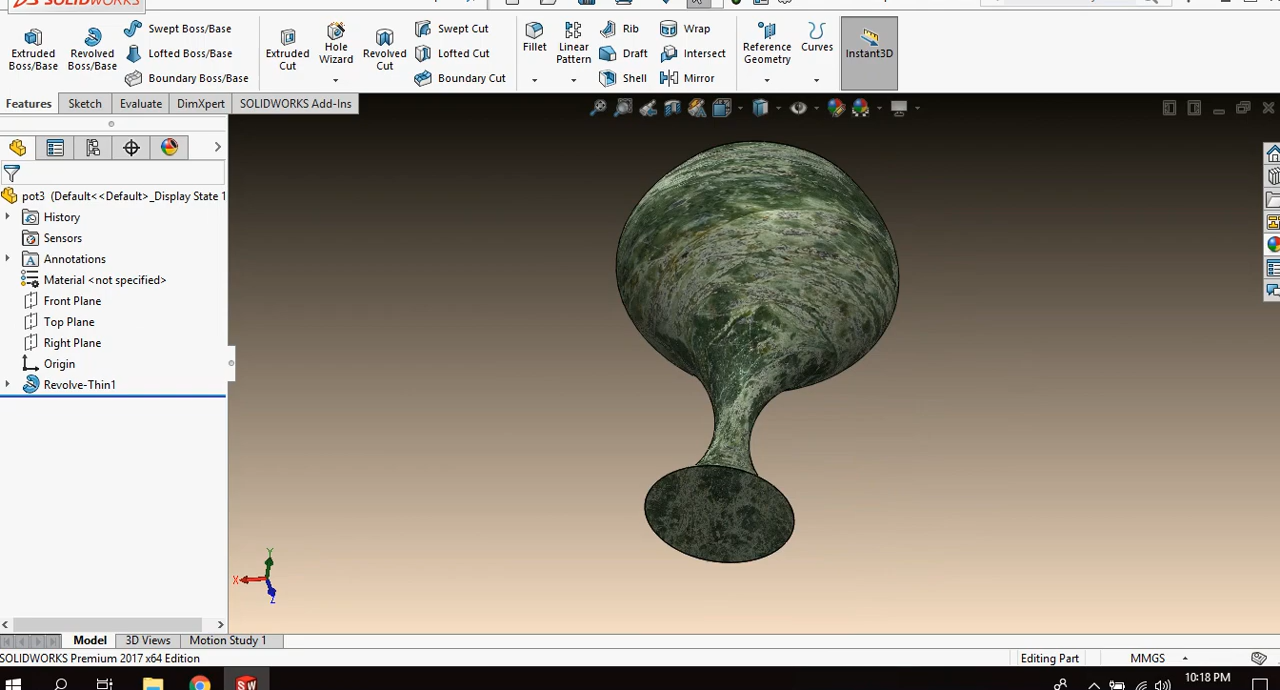 SOLIDWORKS
Extruded Boss/Base
Revolved Boss/Base
Swept Boss/Base
Lofted Boss/Base
Boundary Boss/Base
Extruded Cut
Hole Wizard
Revolved Cut
Swept Cut
Lofted Cut
Boundary Cut
Fillet
Linear Pattern
Rib
Draft
Shell
Wrap
Intersect
Mirror
Reference Geometry
Curves
Instant3D
Features
Sketch
Evaluate
DimXpert
SOLIDWORKS Add-Ins
pot3 (Default<<Default>_Display State 1
History
Sensors
Annotations
Material <not specified>
Front Plane
Top Plane
Right Plane
Origin
Revolve-Thin1
Y
X
Z
Model
3D Views
Motion Study 1
SOLIDWORKS Premium 2017 x64 Edition
Editing Part
MMGS
SW
10:18 PM